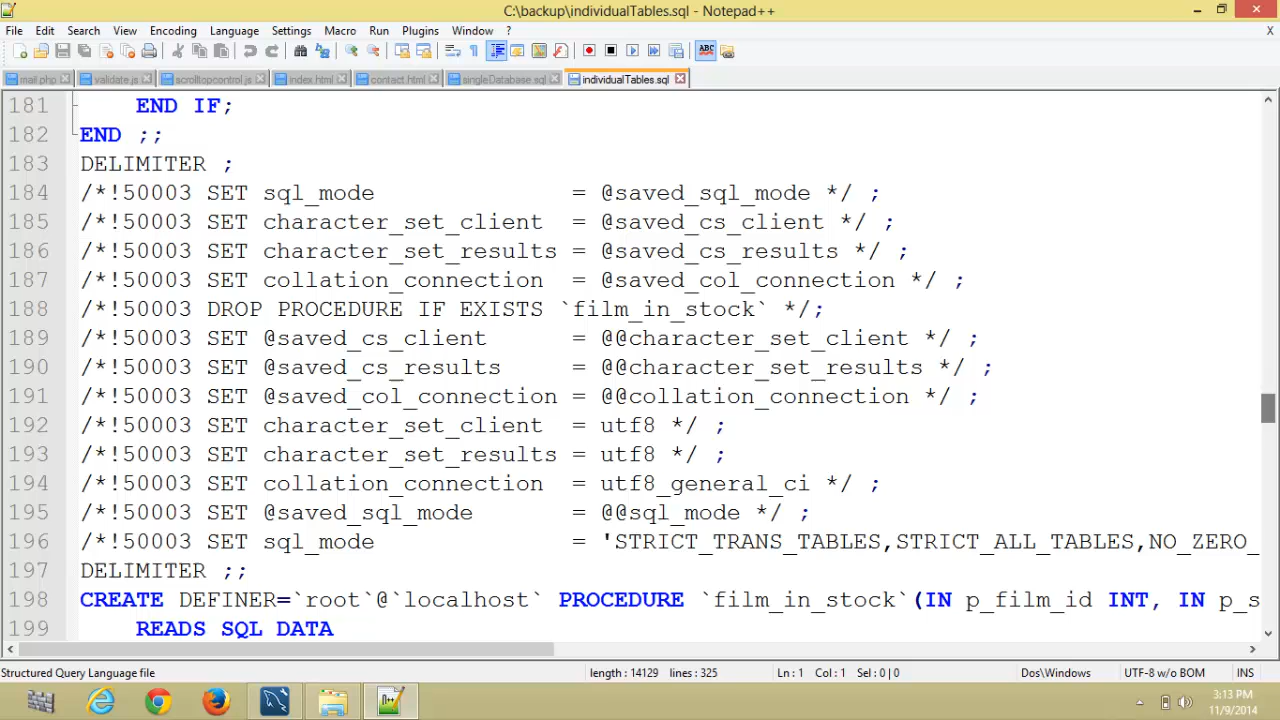 C:\backup\individualTables.sql - Notepad++
File Edit Search View Encoding Language Settings Macro Run Plugins Window ? X
mail.php validate.js scrolltopcontrol.js index.html contact.html singleDatabase.sql individualTables.sql
181 END IF;
182 END ;;
183 DELIMITER ;
184 /*!50003 SET sql_mode = @saved_sql_mode */ ;
185 /*!50003 SET character_set_client = @saved_cs_client */ ;
186 /*!50003 SET character_set_results = @saved_cs_results */ ;
187 /*!50003 SET collation_connection = @saved_col_connection */ ;
188 /*!50003 DROP PROCEDURE IF EXISTS `film_in_stock` */;
189 /*!50003 SET @saved_cs_client = @@character_set_client */ ;
190 /*!50003 SET @saved_cs_results = @@character_set_results */ ;
191 /*!50003 SET @saved_col_connection = @@collation_connection */ ;
192 /*!50003 SET character_set_client = utf8 */ ;
193 /*!50003 SET character_set_results = utf8 */ ;
194 /*!50003 SET collation_connection = utf8_general_ci */ ;
195 /*!50003 SET @saved_sql_mode = @@sql_mode */ ;
196 /*!50003 SET sql_mode = 'STRICT_TRANS_TABLES,STRICT_ALL_TABLES,NO_ZERO_
197 DELIMITER ;;
198 CREATE DEFINER=`root`@`localhost` PROCEDURE `film_in_stock`(IN p_film_id INT, IN p_s
199 READS SQL DATA
Structured Query Language file length : 14129 lines : 325 Ln : 1 Col : 1 Sel : 0 | 0 Dos\Windows UTF-8 w/o BOM INS
3:13 PM
11/9/2014